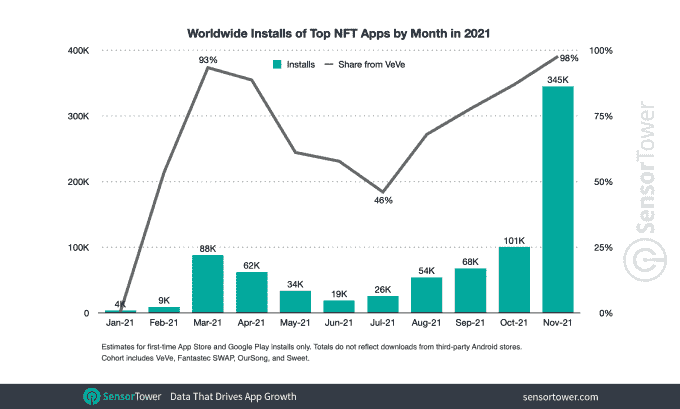 Worldwide Installs of Top NFT Apps by Month in 2021
400K
300K
200K
100K
0
100%
75%
50%
25%
0%
Installs
Share from VeVe
93%
46%
98%
4K
9K
88K
62K
34K
19K
26K
54K
68K
101K
345K
Jan-21 Feb-21 Mar-21 Apr-21 May-21 Jun-21 Jul-21 Aug-21 Sep-21 Oct-21 Nov-21
Estimates for first-time App Store and Google Play installs only. Totals do not reflect downloads from third-party Android stores.
Cohort includes VeVe, Fantastec SWAP, OurSong, and Sweet.
SensorTower
SensorTower Data That Drives App Growth sensortower.com